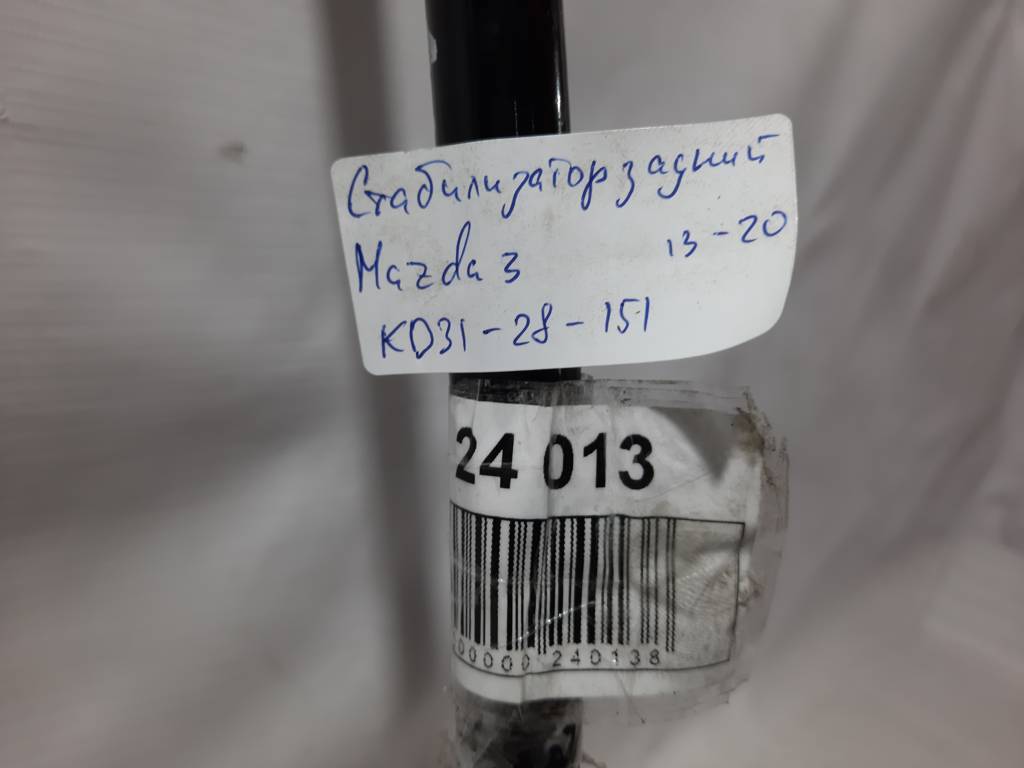 Стабилизатор задний
Mazda 3 13-20
KD31-28-151
24 013
00000 240138